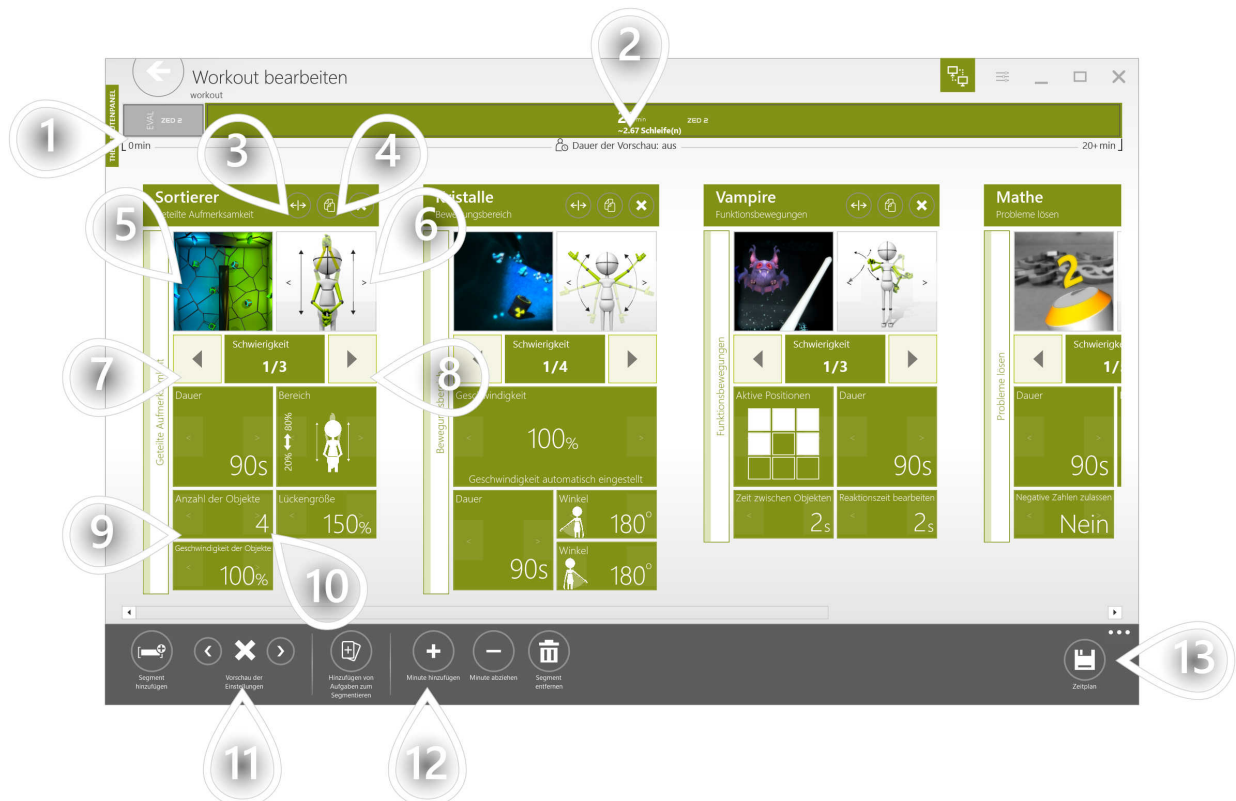 2
Workout bearbeiten
workout
EVAL
ZED 2
min
ZED 2
~2.67 Schleife(n)
1
0min
Dauer der Vorschau: aus
20+ min
3
4
Sortierer
Geteilte Aufmerksamkeit
Bewegungsbereich
Vampire
Funktionsbewegungen
Mathe
Probleme lösen
5
6
Geteilte Aufmerksamkeit
Bewegungsbereich
Funktionsbewegungen
Probleme lösen
2
Schwierigkeit
1/3
Schwierigkeit
1/4
Schwierigkeit
1/3
7
8
Dauer
90s
Bereich
20%
80%
Geschwindigkeit
100%
Geschwindigkeit automatisch eingestellt
Aktive Positionen
Dauer
90s
Dauer
90s
9
10
Anzahl der Objekte
4
Lückengröße
150%
Geschwindigkeit der Objekte
100%
Dauer
90s
Winkel
180°
Winkel
180°
Zeit zwischen Objekten
2s
Reaktionszeit bearbeiten
2s
Negative Zahlen zulassen
Nein
Segment
hinzufügen
Vorschau der
Einstellungen
Hinzufügen von
Aufgaben zum
Segmentieren
Minute hinzufügen
Minute abziehen
Segment
entfernen
Zeitplan
11
12
13